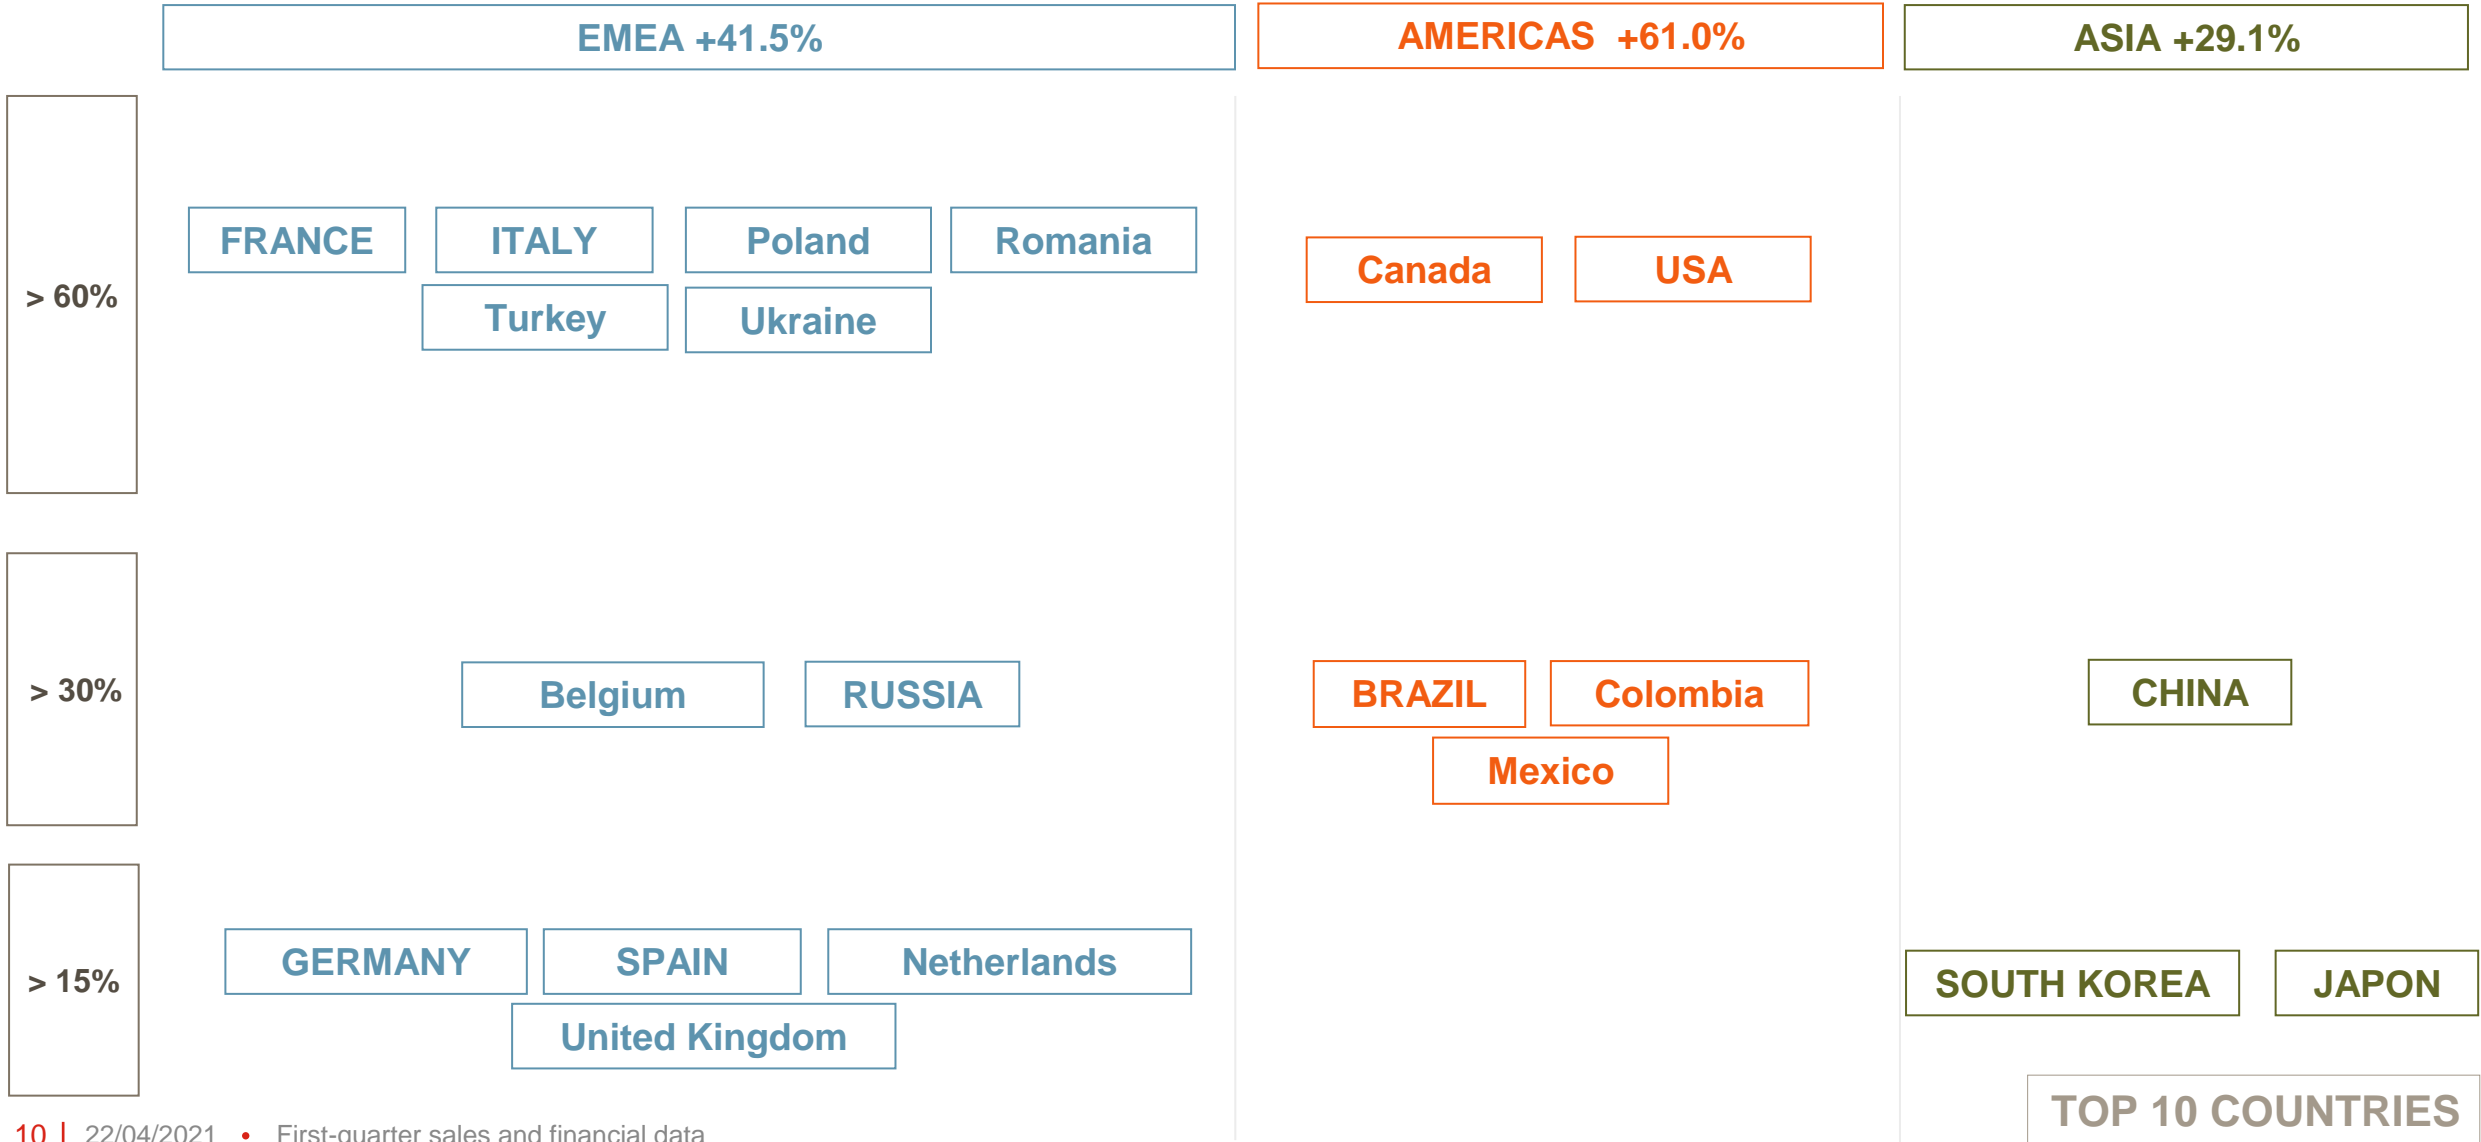 EMEA +41.5%
AMERICAS +61.0%
ASIA +29.1%
> 60%
FRANCE
ITALY
Poland
Romania
Turkey
Ukraine
Canada
USA
> 30%
Belgium
RUSSIA
BRAZIL
Colombia
Mexico
CHINA
> 15%
GERMANY
SPAIN
Netherlands
United Kingdom
SOUTH KOREA
JAPON
TOP 10 COUNTRIES
10 | 22/04/2021 • First-quarter sales and financial data